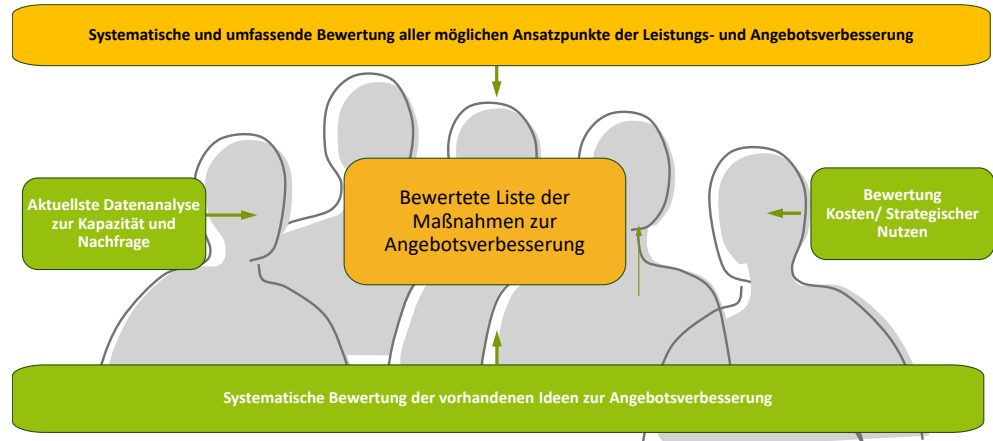 Systematische und umfassende Bewertung aller möglichen Ansatzpunkte der Leistungs- und Angebotsverbesserung
Aktuellste Datenanalyse
zur Kapazität und
Nachfrage
Bewertete Liste der
Maßnahmen zur
Angebotsverbesserung
Bewertung
Kosten/ Strategischer
Nutzen
Systematische Bewertung der vorhandenen Ideen zur Angebotsverbesserung